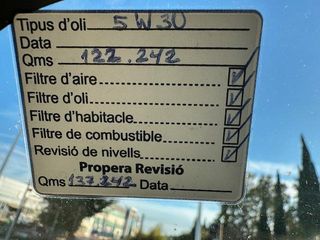 Tipus d'oli 5W30
Data
Qms 122.242
Filtre d'aire
Filtre d'oli
Filtre d'habitacle
Filtre de combustible
Revisió de nivells
Propera Revisió
Qms 137.242 Data